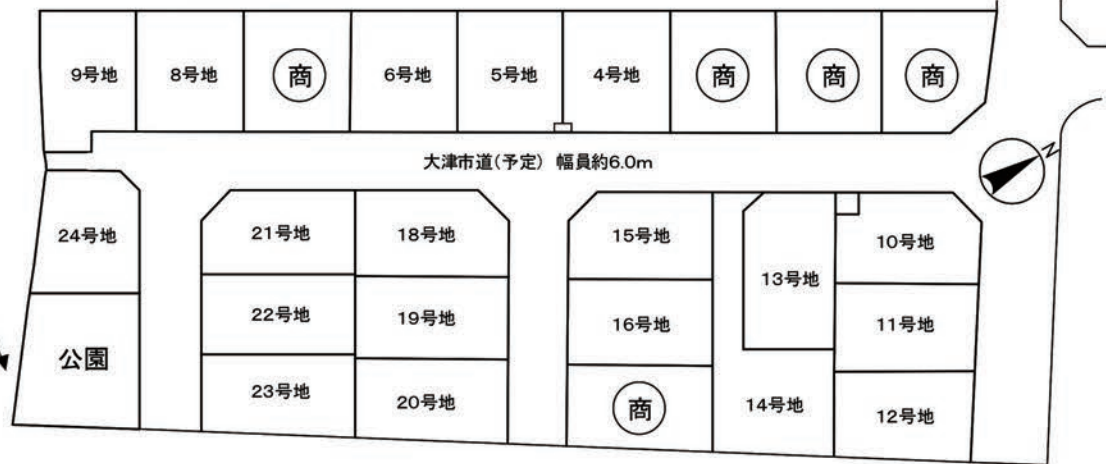 9号地
8号地
商
6号地
5号地
4号地
商
商
商
大津市道(予定) 幅員約6.0m
N
24号地
21号地
18号地
15号地
13号地
10号地
22号地
19号地
16号地
11号地
公園
23号地
20号地
商
14号地
12号地